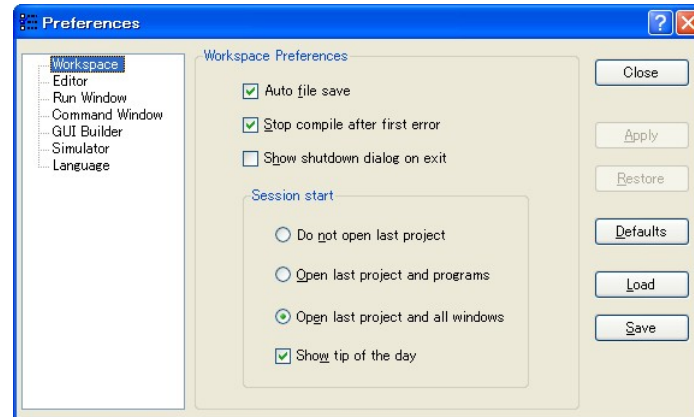 Preferences
Workspace
Editor
Run Window
Command Window
GUI Builder
Simulator
Language
Workspace Preferences
Auto file save
Stop compile after first error
Show shutdown dialog on exit
Session start
Do not open last project
Open last project and programs
Open last project and all windows
Show tip of the day
Close
Apply
Restore
Defaults
Load
Save